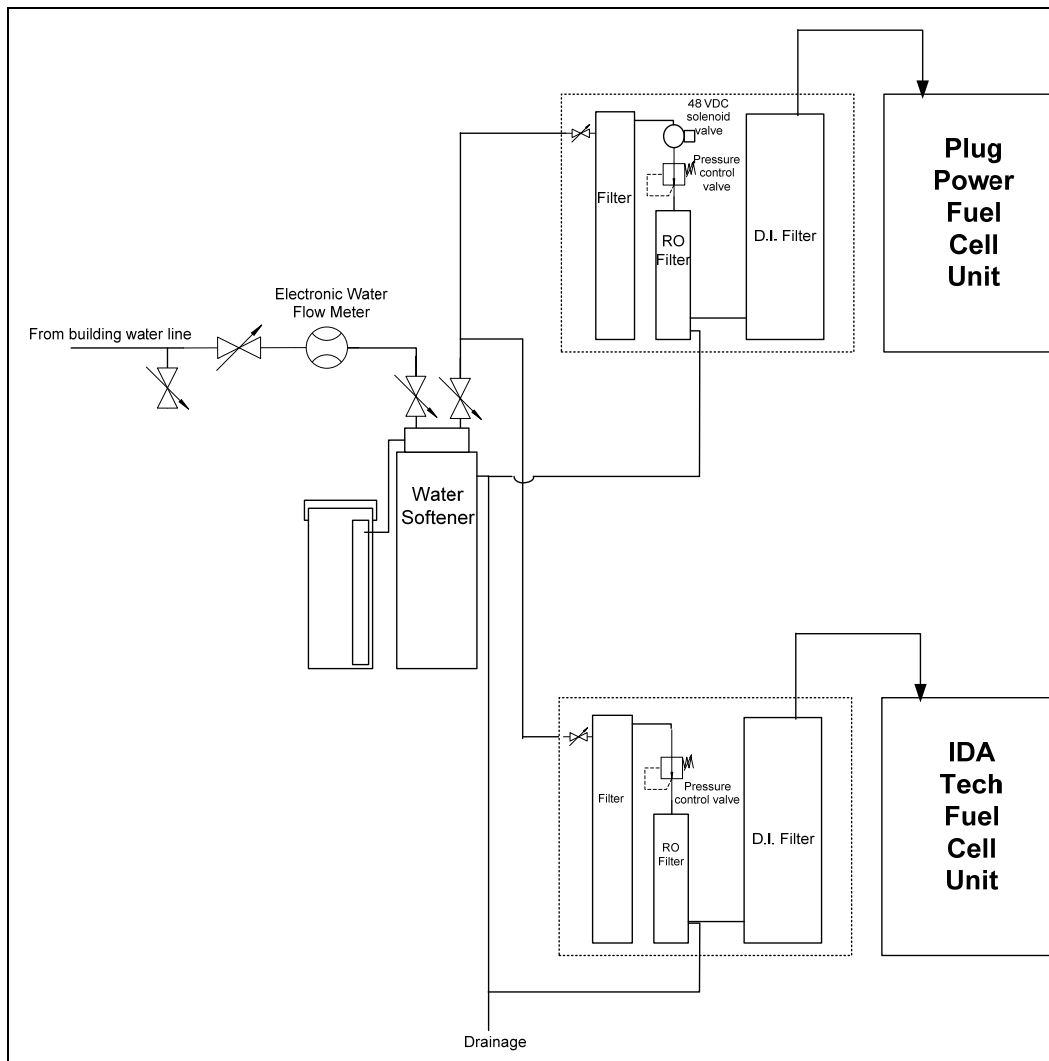 48 VDC
solenoid
valve
Pressure
control
valve
Filter
RO
Filter
D.I. Filter
Plug
Power
Fuel
Cell
Unit
Electronic Water
Flow Meter
From building water line
Water
Softener
Filter
Pressure
control valve
RO
Filter
D.I. Filter
IDA
Tech
Fuel
Cell
Unit
Drainage